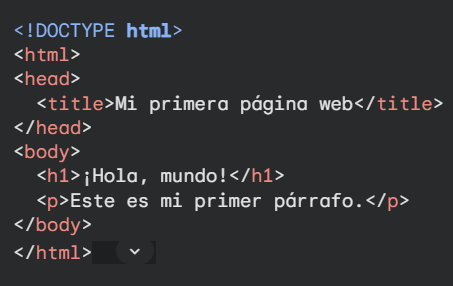 <!DOCTYPE html>
<html>
<head>
<title>Mi primera página web</title>
</head>
<body>
<h1>¡Hola, mundo!</h1>
<p>Este es mi primer párrafo.</p>
</body>
</html>